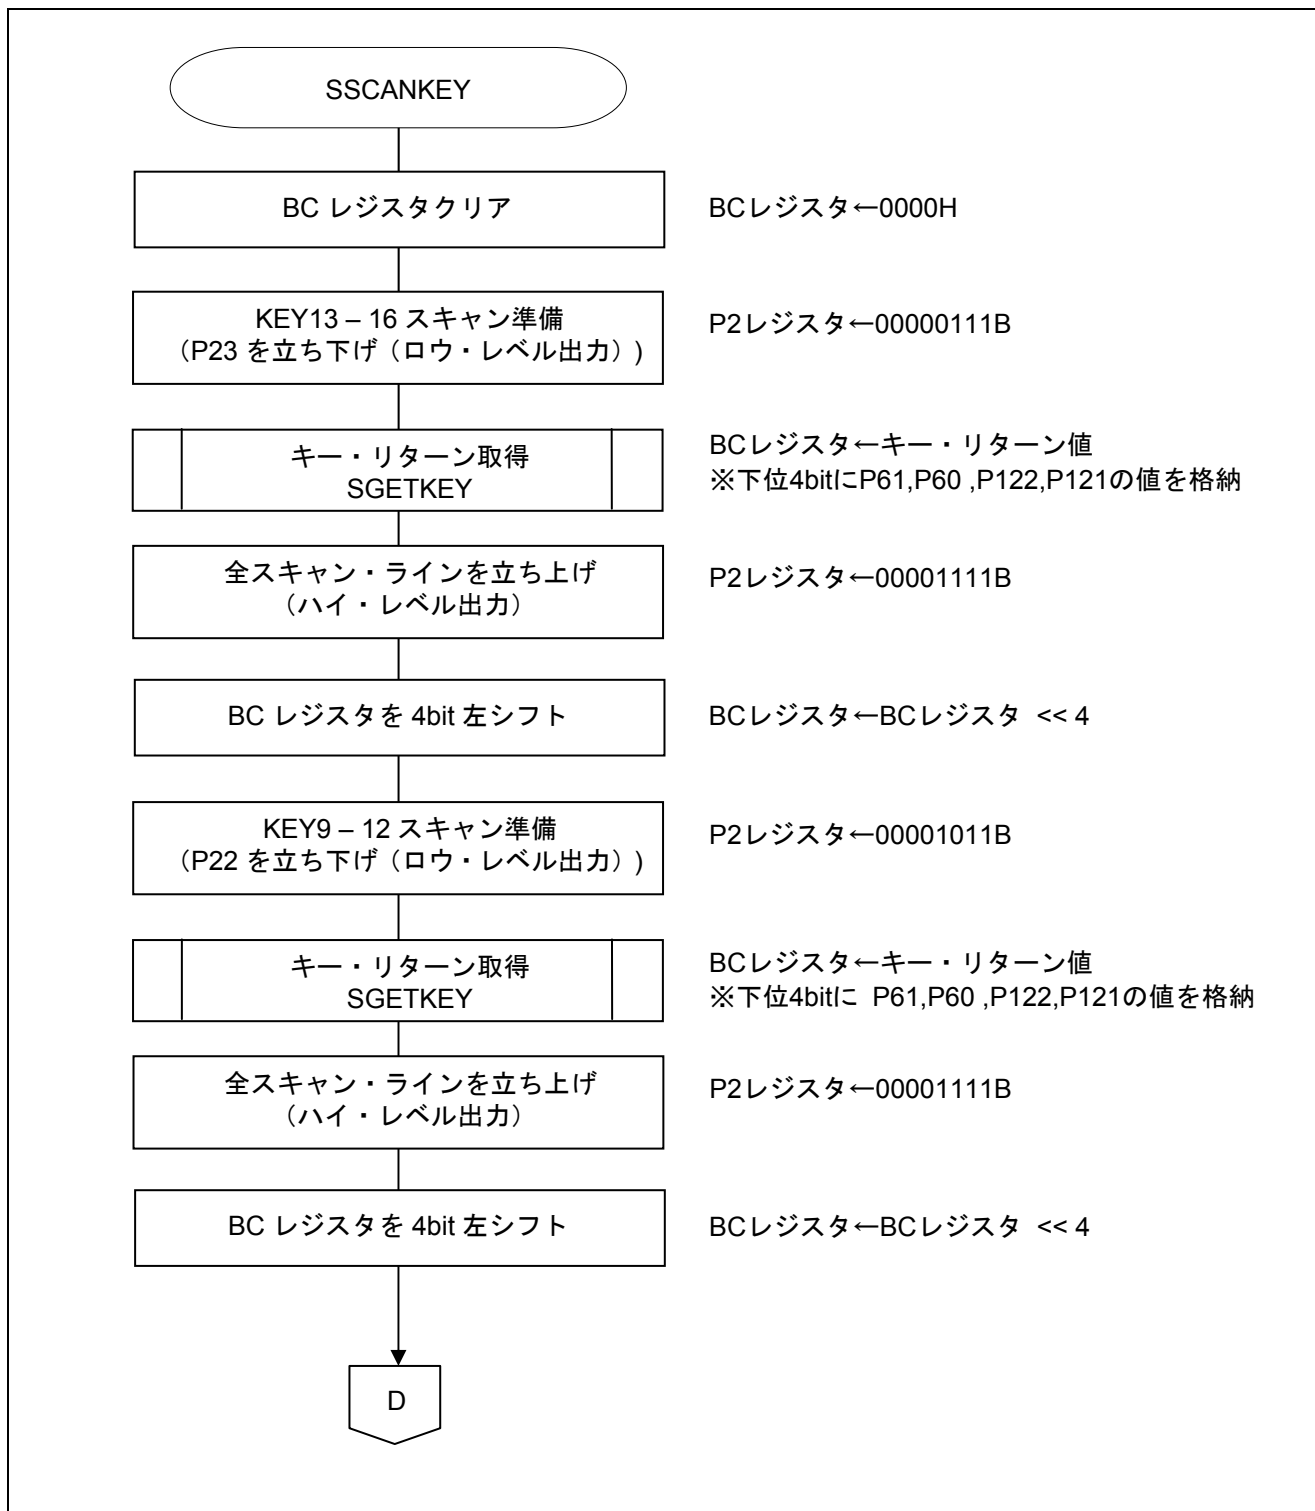 SSCANKEY
BC レジスタクリア
BCレジスタ←0000H
KEY13 – 16 スキャン準備
（P23 を立ち下げ（ロウ・レベル出力）)
P2レジスタ←00000111B
キー・リターン取得
SGETKEY
BCレジスタ←キー・リターン値
※下位4bitにP61,P60 ,P122,P121の値を格納
全スキャン・ラインを立ち上げ
（ハイ・レベル出力）
P2レジスタ←00001111B
BC レジスタを 4bit 左シフト
BCレジスタ←BCレジスタ << 4
KEY9 – 12 スキャン準備
（P22 を立ち下げ（ロウ・レベル出力）)
P2レジスタ←00001011B
キー・リターン取得
SGETKEY
BCレジスタ←キー・リターン値
※下位4bitに P61,P60 ,P122,P121の値を格納
全スキャン・ラインを立ち上げ
（ハイ・レベル出力）
P2レジスタ←00001111B
BC レジスタを 4bit 左シフト
BCレジスタ←BCレジスタ << 4
D